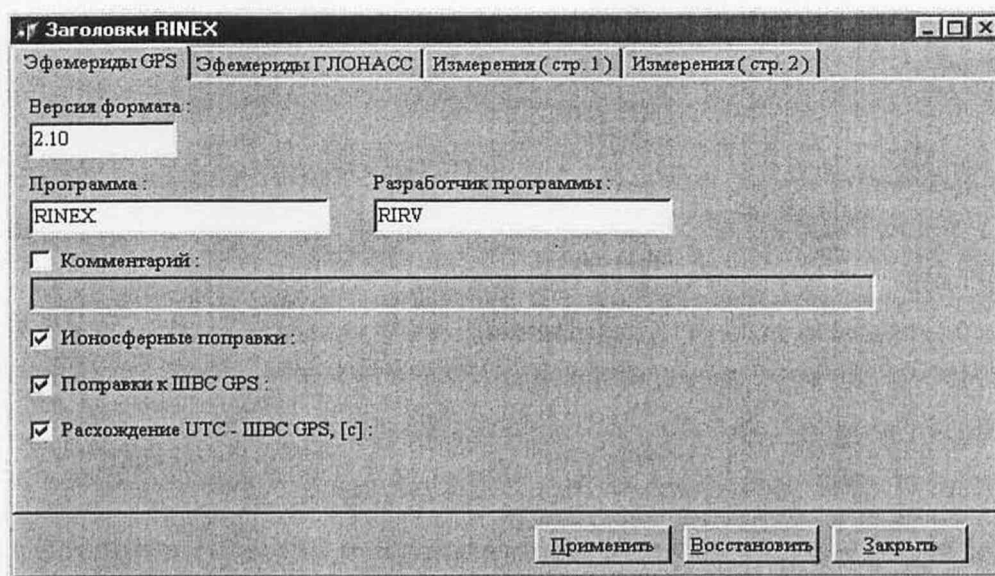 Заголовки RINEX
Эфемериды GPS Эфемериды ГЛОНАСС Измерения ( стр. 1 ) Измерения ( стр. 2 )
Версия формата :
2.10
Программа : Разработчик программы :
RINEX RIRV
Комментарий :
Ионосферные поправки :
Поправки к ШВС GPS :
Расхождение UTC - ШВС GPS, [с] :
Применить Восстановить Закрыть